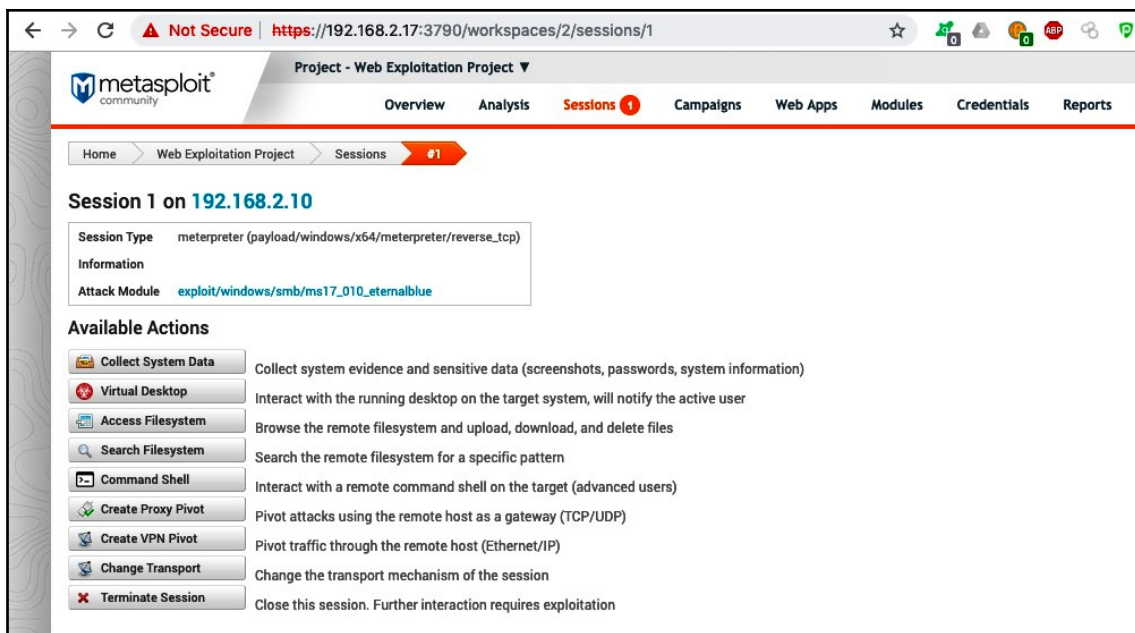 Not Secure | https://192.168.2.17:3790/workspaces/2/sessions/1
0 0 ABP
metasploit®
community
Project - Web Exploitation Project ▼
Overview Analysis Sessions 1 Campaigns Web Apps Modules Credentials Reports
Home Web Exploitation Project Sessions #1
Session 1 on 192.168.2.10
Session Type meterpreter (payload/windows/x64/meterpreter/reverse_tcp)
Information
Attack Module exploit/windows/smb/ms17_010_eternalblue
Available Actions
Collect System Data Collect system evidence and sensitive data (screenshots, passwords, system information)
Virtual Desktop Interact with the running desktop on the target system, will notify the active user
Access Filesystem Browse the remote filesystem and upload, download, and delete files
Search Filesystem Search the remote filesystem for a specific pattern
Command Shell Interact with a remote command shell on the target (advanced users)
Create Proxy Pivot Pivot attacks using the remote host as a gateway (TCP/UDP)
Create VPN Pivot Pivot traffic through the remote host (Ethernet/IP)
Change Transport Change the transport mechanism of the session
Terminate Session Close this session. Further interaction requires exploitation